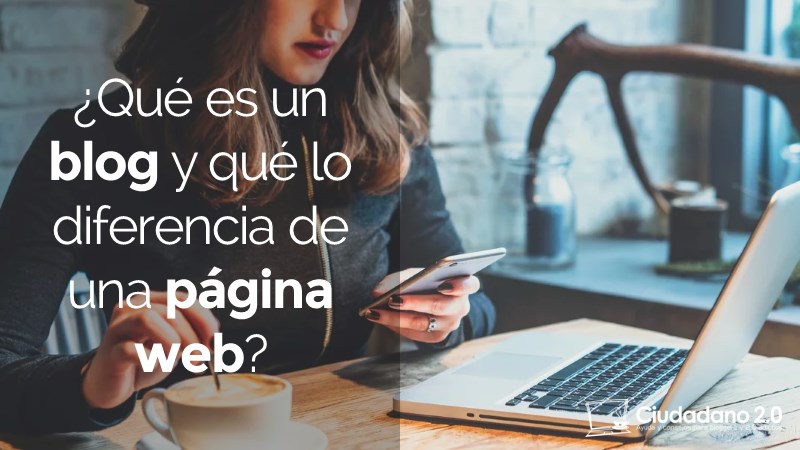 ¿Qué es un
blog y qué lo
diferencia de
una página
web?
Ciudadano 2.0